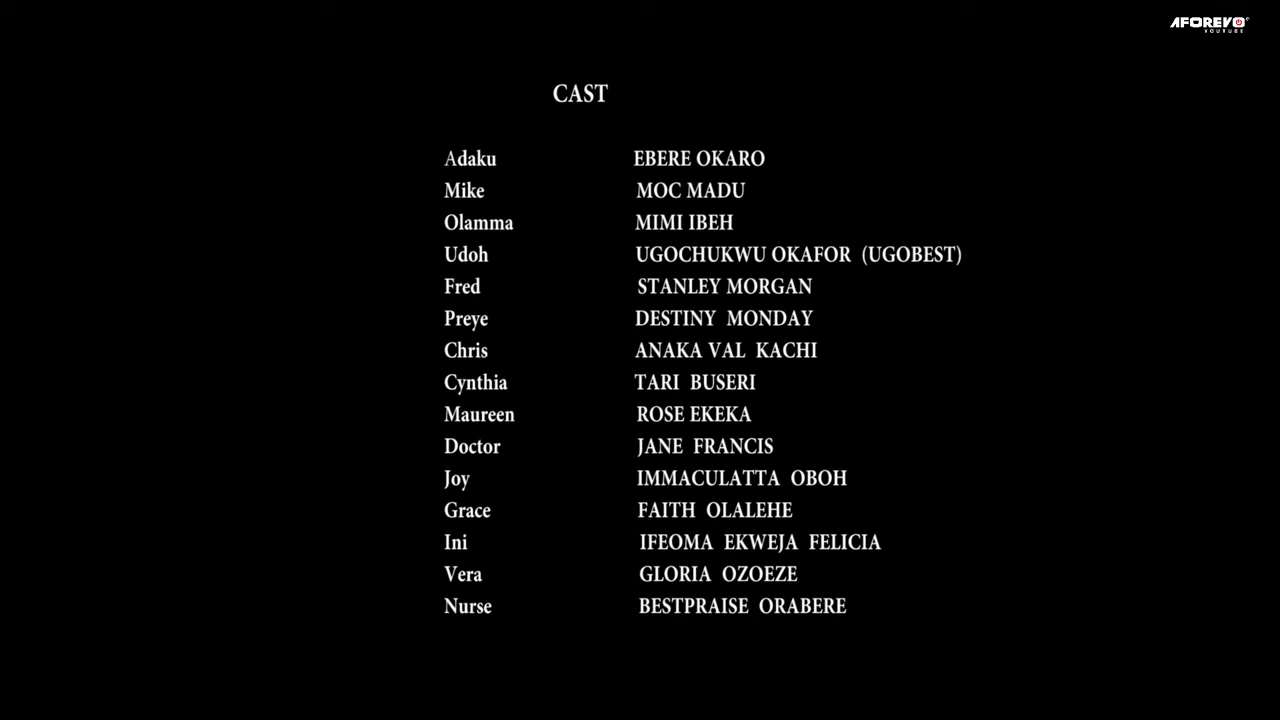 AFOREVO
YOUTUBE
CAST
Adaku EBERE OKARO
Mike MOC MADU
Olamma MIMI IBEH
Udoh UGOCHUKWU OKAFOR (UGOBEST)
Fred STANLEY MORGAN
Preye DESTINY MONDAY
Chris ANAKA VAL KACHI
Cynthia TARI BUSERI
Maureen ROSE EKEKA
Doctor JANE FRANCIS
Joy IMMACULATTA OBOH
Grace FAITH OLALEHE
Ini IFEOMA EKWEJA FELICIA
Vera GLORIA OZOEZE
Nurse BESTPRAISE ORABERE